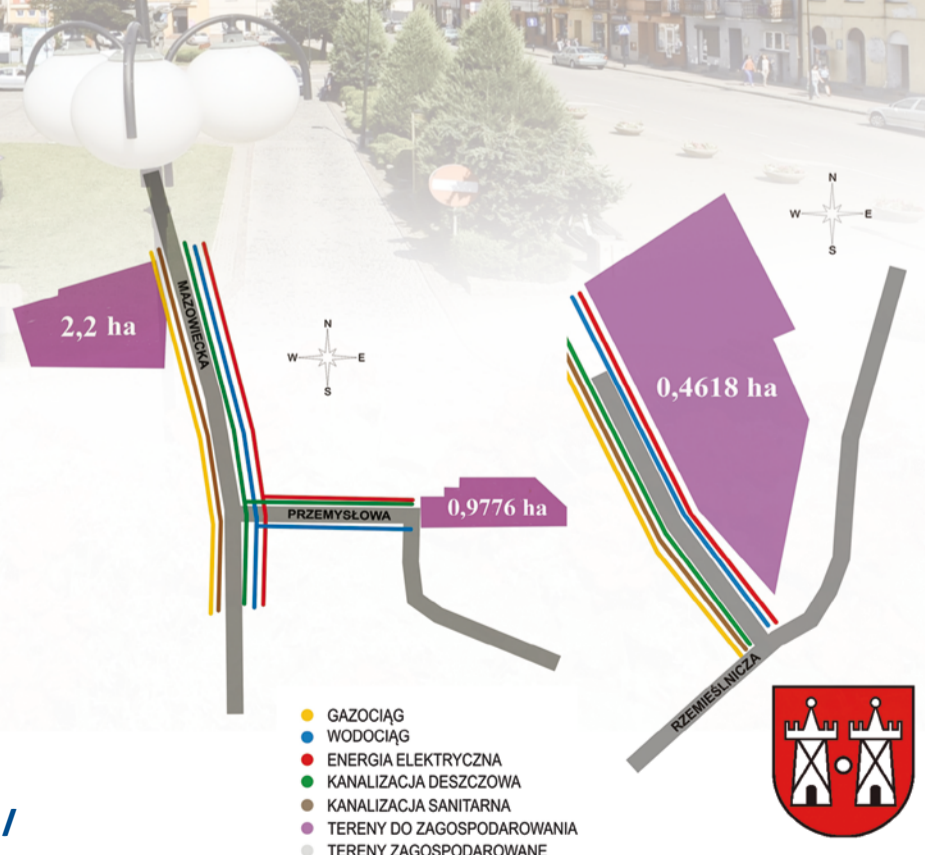 N
W E
S
MAZOWIECKA
2,2 ha
N
W E
S
0,4618 ha
PRZEMYSŁOWA
0,9776 ha
RZEMIEŚLNICZA
GAZOCIĄG
WODOCIĄG
ENERGIA ELEKTRYCZNA
KANALIZACJA DESZCZOWA
KANALIZACJA SANITARNA
TERENY DO ZAGOSPODAROWANIA
TERENY ZAGOSPODAROWANE
/